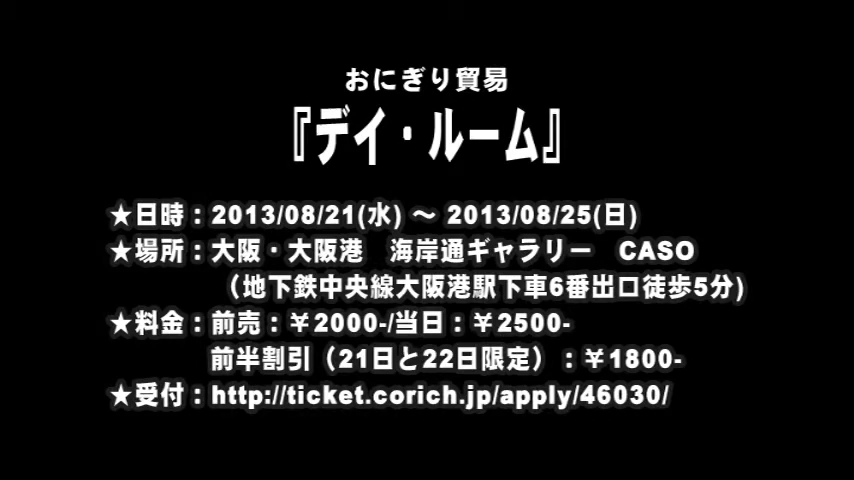 おにぎり貿易
『デイ・ルーム』
★日時：2013/08/21(水) ～ 2013/08/25(日)
★場所：大阪・大阪港　海岸通ギャラリー　CASO
（地下鉄中央線大阪港駅下車6番出口徒歩5分)
★料金：前売：￥2000-/当日：￥2500-
前半割引（21日と22日限定）：￥1800-
★受付：http://ticket.corich.jp/apply/46030/